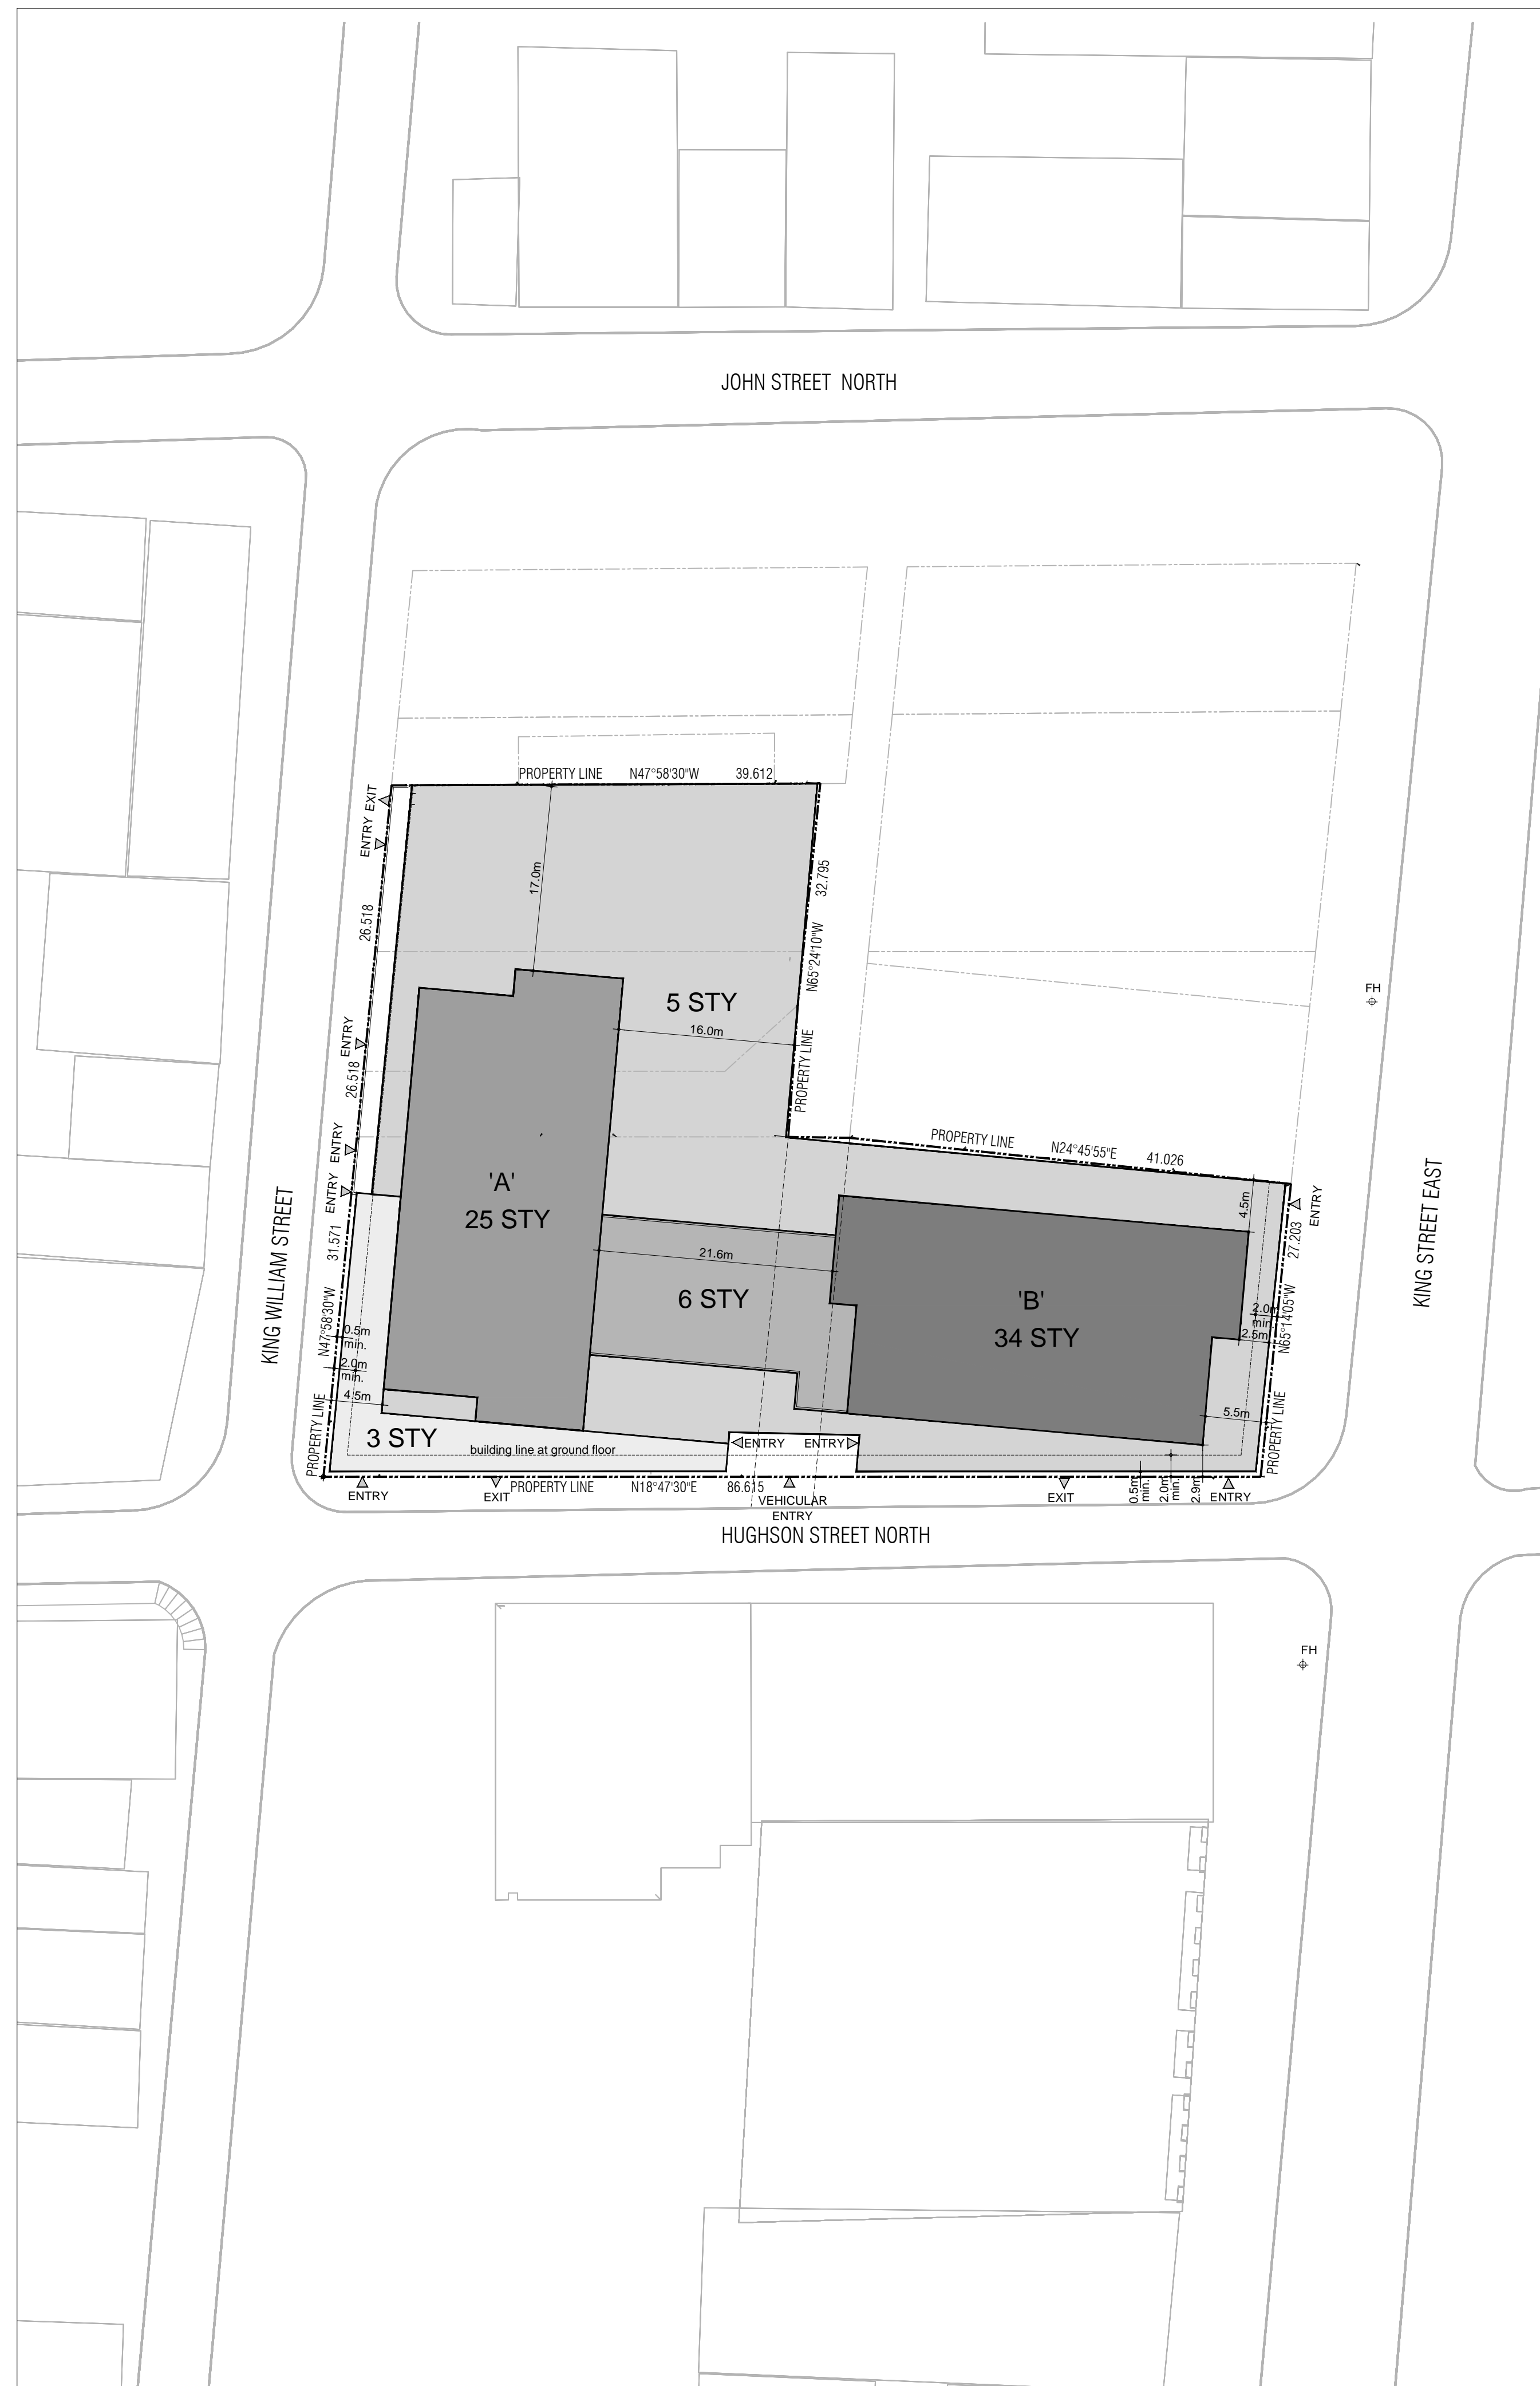 JOHN STREET  NORTH
PROPERTY LINE N47°58'30"W 39.612
EXIT
ENTRY
26.518
17.0m
32.795
N65°24'10"W
PROPERTY LINE
5 STY
16.0m
FH
ENTRY
26.518
ENTRY
ENTRY
PROPERTY LINE N24°45'55"E 41.026
'A'
25 STY
4.5m
ENTRY
27.203
31.571
21.6m
6 STY
'B'
34 STY
KING WILLIAM STREET
KING STREET EAST
N47°58'30"W
0.5m
min.
2.0m
min.
4.5m
PROPERTY LINE
2.0m
min.
2.5m
N65°14'05"W
5.5m
PROPERTY LINE
3 STY
building line at ground floor
ENTRY
ENTRY
ENTRY
EXIT
PROPERTY LINE N18°47'30"E 86.615
VEHICULAR
ENTRY
EXIT
0.5m
min.
2.0m
min.
2.9m
ENTRY
HUGHSON STREET NORTH
FH